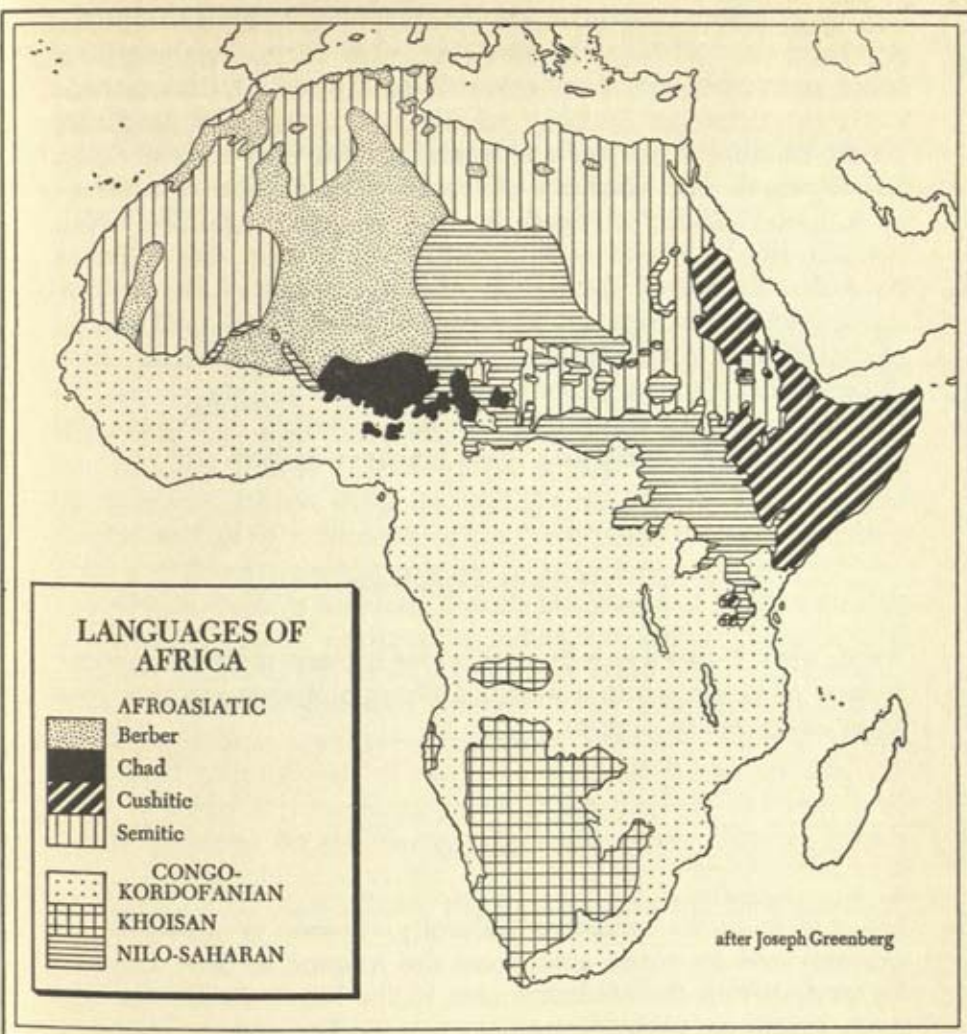 LANGUAGES OF
AFRICA
AFROASIATIC
Berber
Chad
Cushitic
Semitic
CONGO-
KORDOFANIAN
KHOISAN
NILO-SAHARAN
after Joseph Greenberg